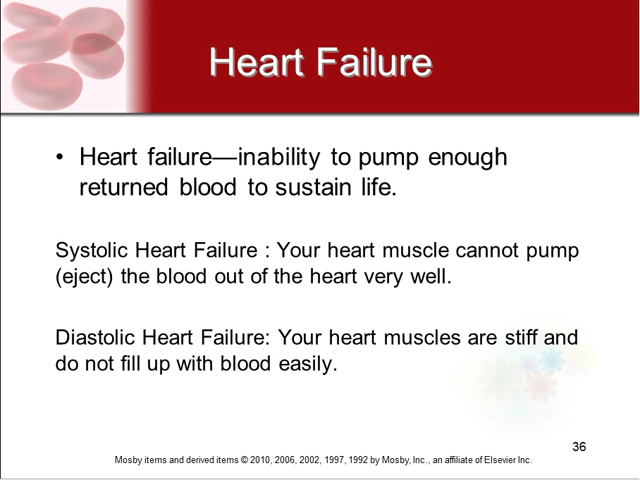 Heart Failure
• Heart failure—inability to pump enough
returned blood to sustain life.
Systolic Heart Failure : Your heart muscle cannot pump
(eject) the blood out of the heart very well.
Diastolic Heart Failure: Your heart muscles are stiff and
do not fill up with blood easily.
36
Mosby items and derived items © 2010, 2006, 2002, 1997, 1992 by Mosby, Inc., an affiliate of Elsevier Inc.